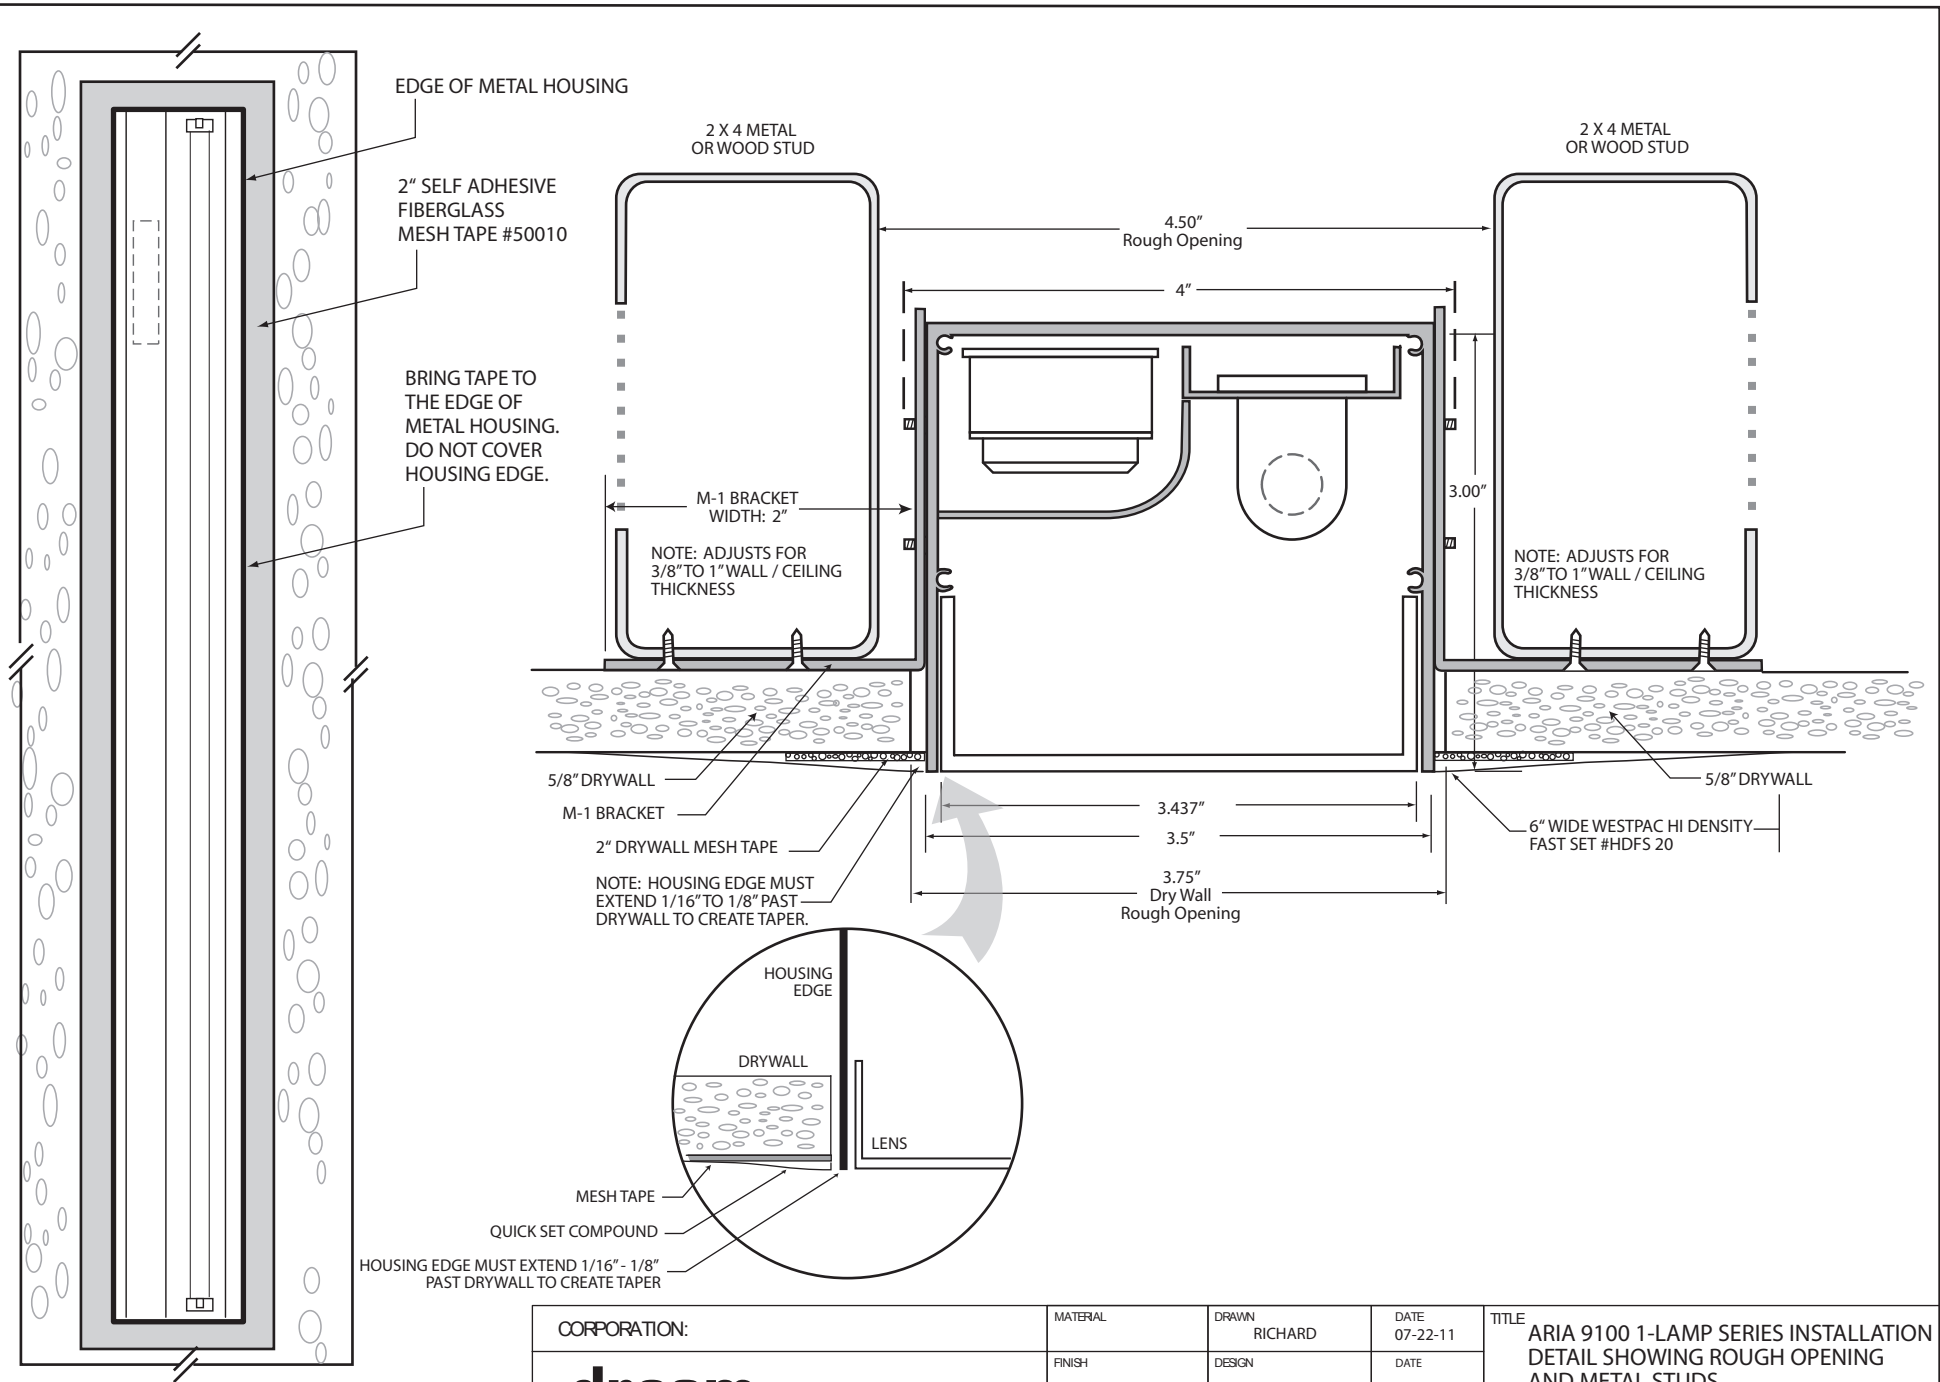 EDGE OF METAL HOUSING
2“ SELF ADHESIVE
FIBERGLASS
MESH TAPE #50010
BRING TAPE TO
THE EDGE OF
METAL HOUSING.
DO NOT COVER
HOUSING EDGE.
2 X 4 METAL
OR WOOD STUD
2 X 4 METAL
OR WOOD STUD
4.50”
Rough Opening
4”
3.00”
M-1 BRACKET
WIDTH: 2”
NOTE: ADJUSTS FOR
3/8” TO 1” WALL / CEILING
THICKNESS
NOTE: ADJUSTS FOR
3/8” TO 1” WALL / CEILING
THICKNESS
5/8” DRYWALL
M-1 BRACKET
2“ DRYWALL MESH TAPE
NOTE: HOUSING EDGE MUST
EXTEND 1/16” TO 1/8” PAST
DRYWALL TO CREATE TAPER.
3.437”
3.5”
3.75”
Dry Wall
Rough Opening
5/8” DRYWALL
6“ WIDE WESTPAC HI DENSITY
FAST SET #HDFS 20
HOUSING
EDGE
DRYWALL
LENS
MESH TAPE
QUICK SET COMPOUND
HOUSING EDGE MUST EXTEND 1/16” - 1/8”
PAST DRYWALL TO CREATE TAPER
CORPORATION:
MATERIAL
DRAWN
RICHARD
DATE
07-22-11
TITLE
ARIA 9100 1-LAMP SERIES INSTALLATION
DETAIL SHOWING ROUGH OPENING
AND METAL STUDS
FINISH
DESIGN
DATE